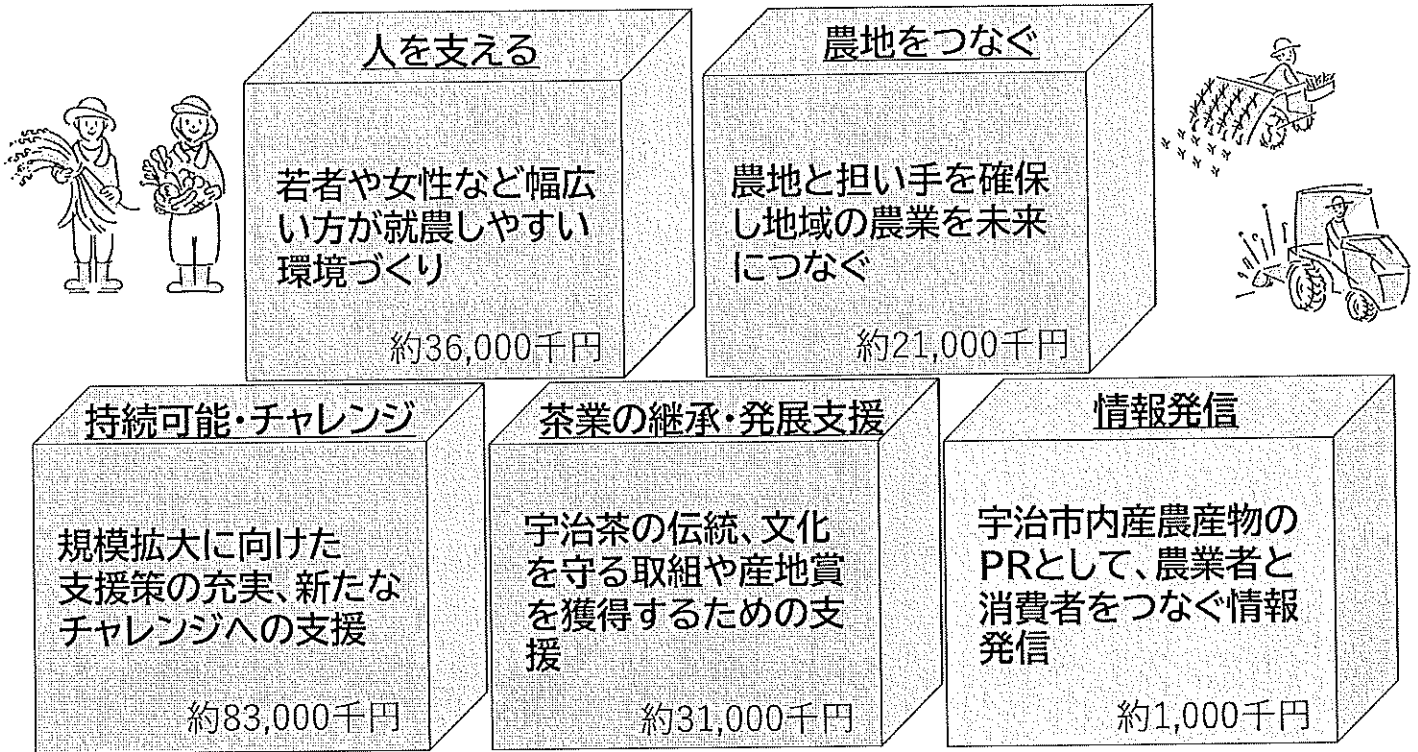 人を支える
若者や女性など幅広
い方が就農しやすい
環境づくり
約36,000千円
農地をつなぐ
農地と担い手を確保
し地域の農業を未来
につなぐ
約21,000千円
持続可能・チャレンジ
規模拡大に向けた
支援策の充実、新たな
チャレンジへの支援
約83,000千円
茶業の継承・発展支援
宇治茶の伝統、文化
を守る取組や産地賞
を獲得するための支
援
約31,000千円
情報発信
宇治市内産農産物の
PRとして、農業者と
消費者をつなぐ情報
発信
約1,000千円